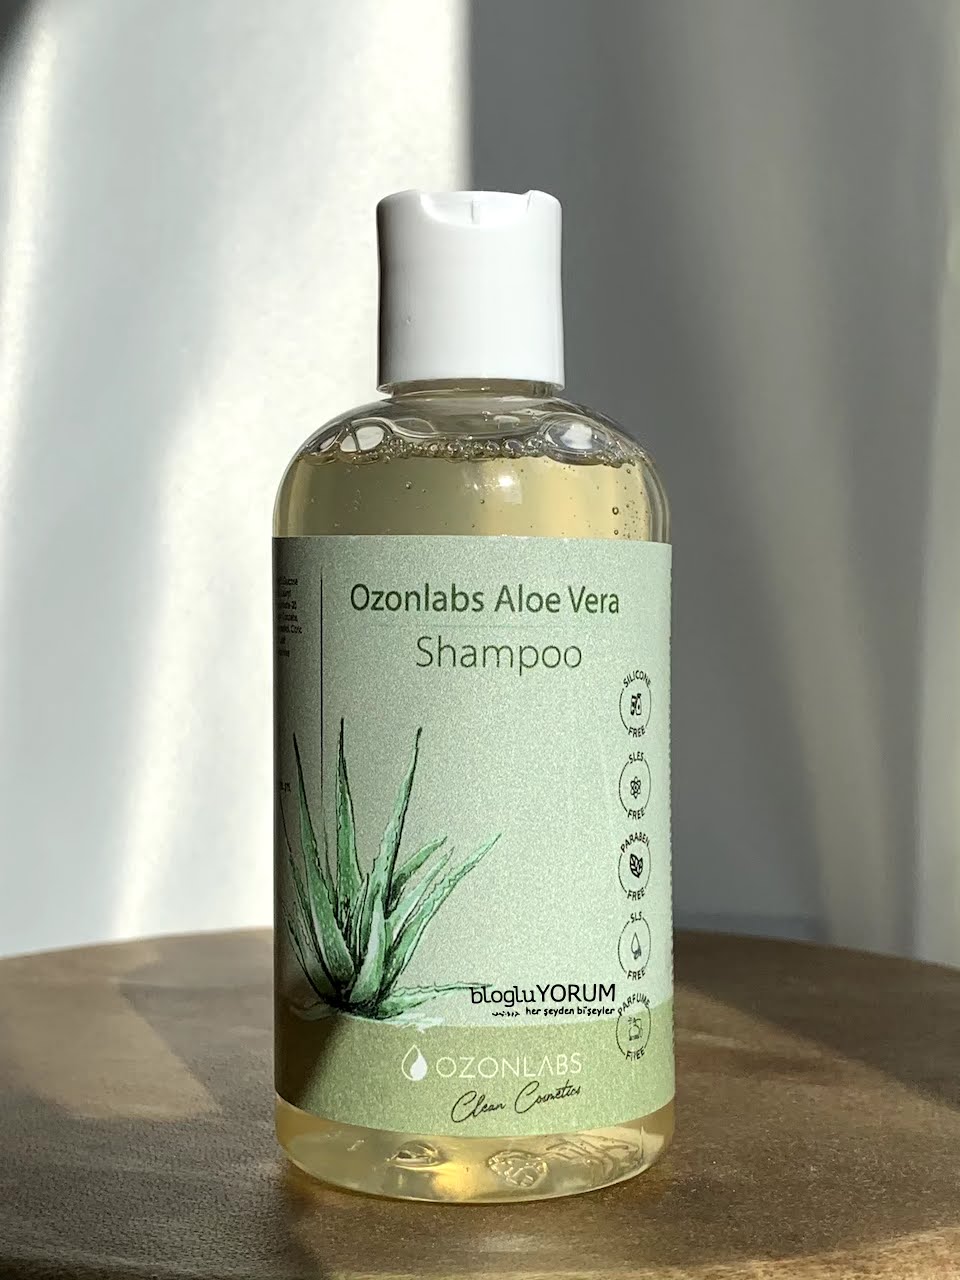 Ozonlabs Aloe Vera
Shampoo
SILICONE
FREE
SLES
FREE
PARABEN
FREE
SLS
FREE
PARFUME
FREE
blogluYORUM
her şeyden bi'şeyler
OZONLABS
Clean Cosmetics